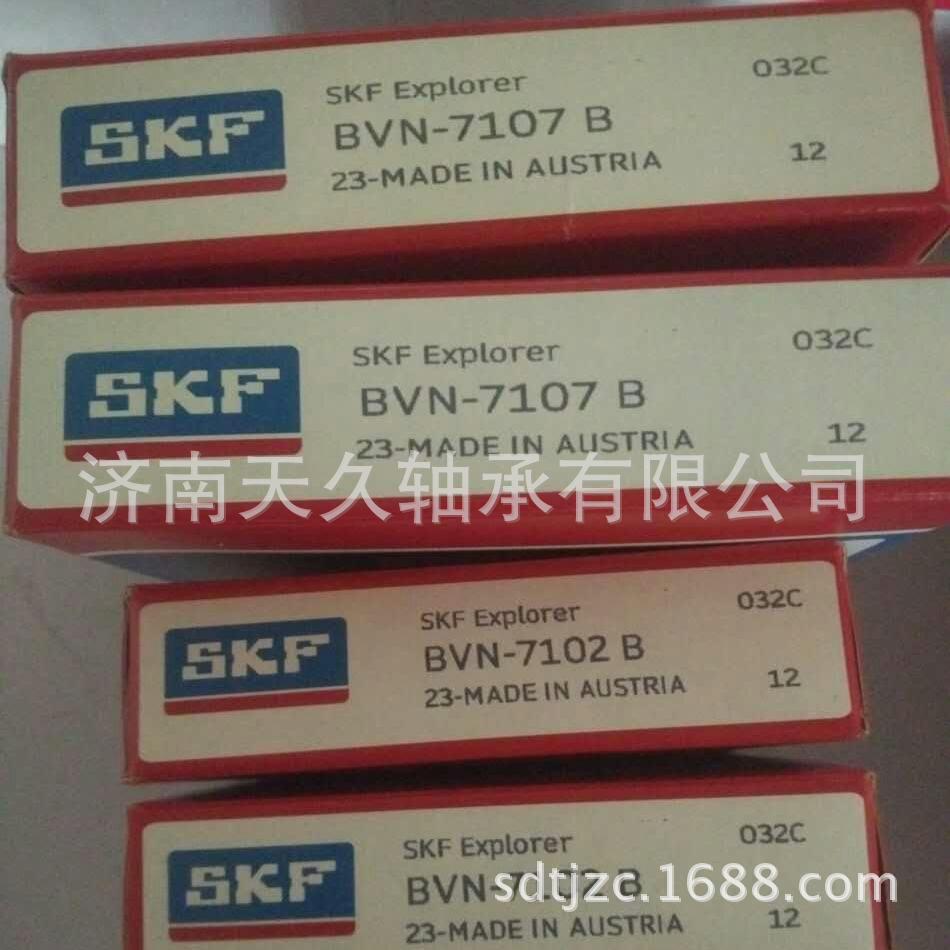 SKF
SKF Explorer
032C
BVN-7107 B
12
23-MADE IN AUSTRIA
SKF
SKF Explorer
032C
BVN-7107 B
12
23-MADE IN AUSTRIA
济南天久轴承有限公司
SKF
SKF Explorer
032C
BVN-7102 B
12
23-MADE IN AUSTRIA
SKF
SKF Explorer
032C
B
sdtjzc.1688.com
12
23-MADE IN AUSTRIA